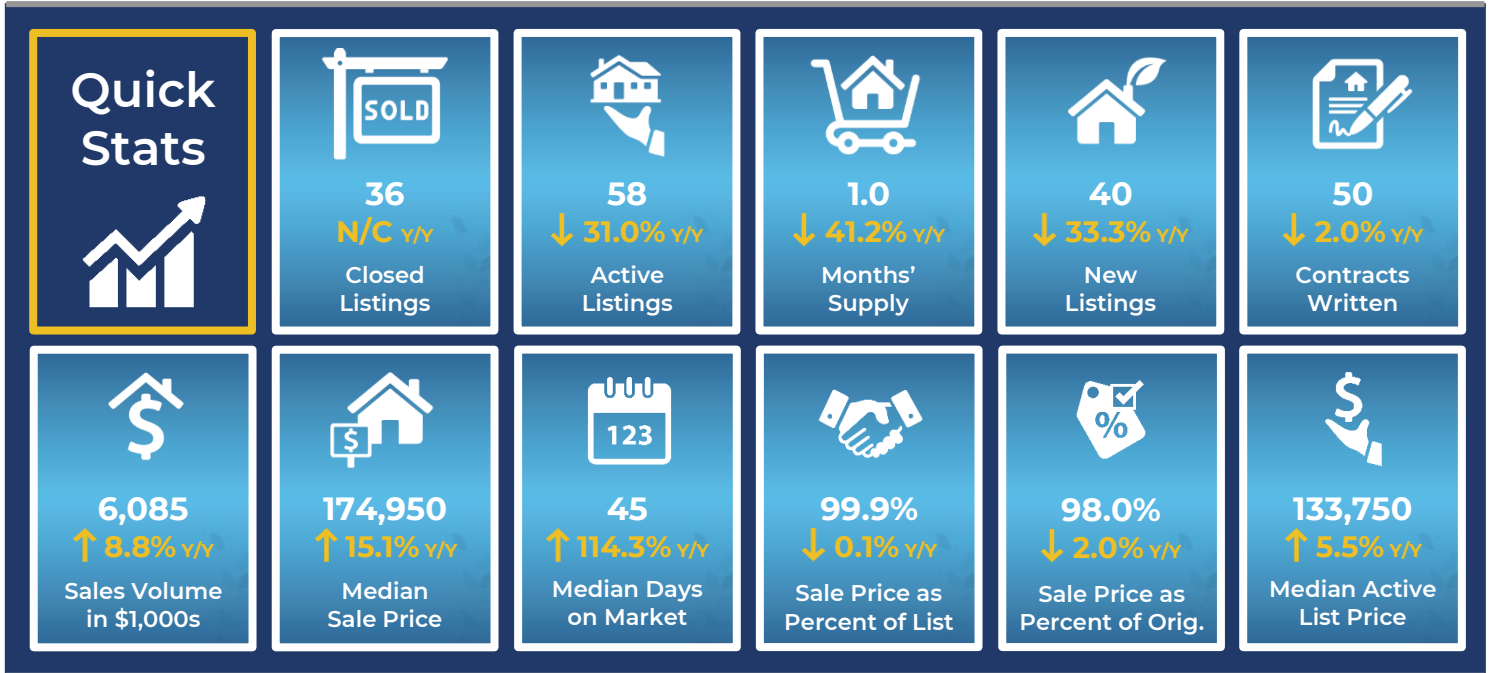 Quick
Stats
SOLD
36
N/C Y/Y
Closed
Listings
58
↓ 31.0% Y/Y
Active
Listings
1.0
↓ 41.2% Y/Y
Months’
Supply
40
↓ 33.3% Y/Y
New
Listings
50
↓ 2.0% Y/Y
Contracts
Written
$
6,085
↑ 8.8% Y/Y
Sales Volume
in $1,000s
$
174,950
↑ 15.1% Y/Y
Median
Sale Price
123
45
↑ 114.3% Y/Y
Median Days
on Market
99.9%
↓ 0.1% Y/Y
Sale Price as
Percent of List
%
98.0%
↓ 2.0% Y/Y
Sale Price as
Percent of Orig.
$
133,750
↑ 5.5% Y/Y
Median Active
List Price